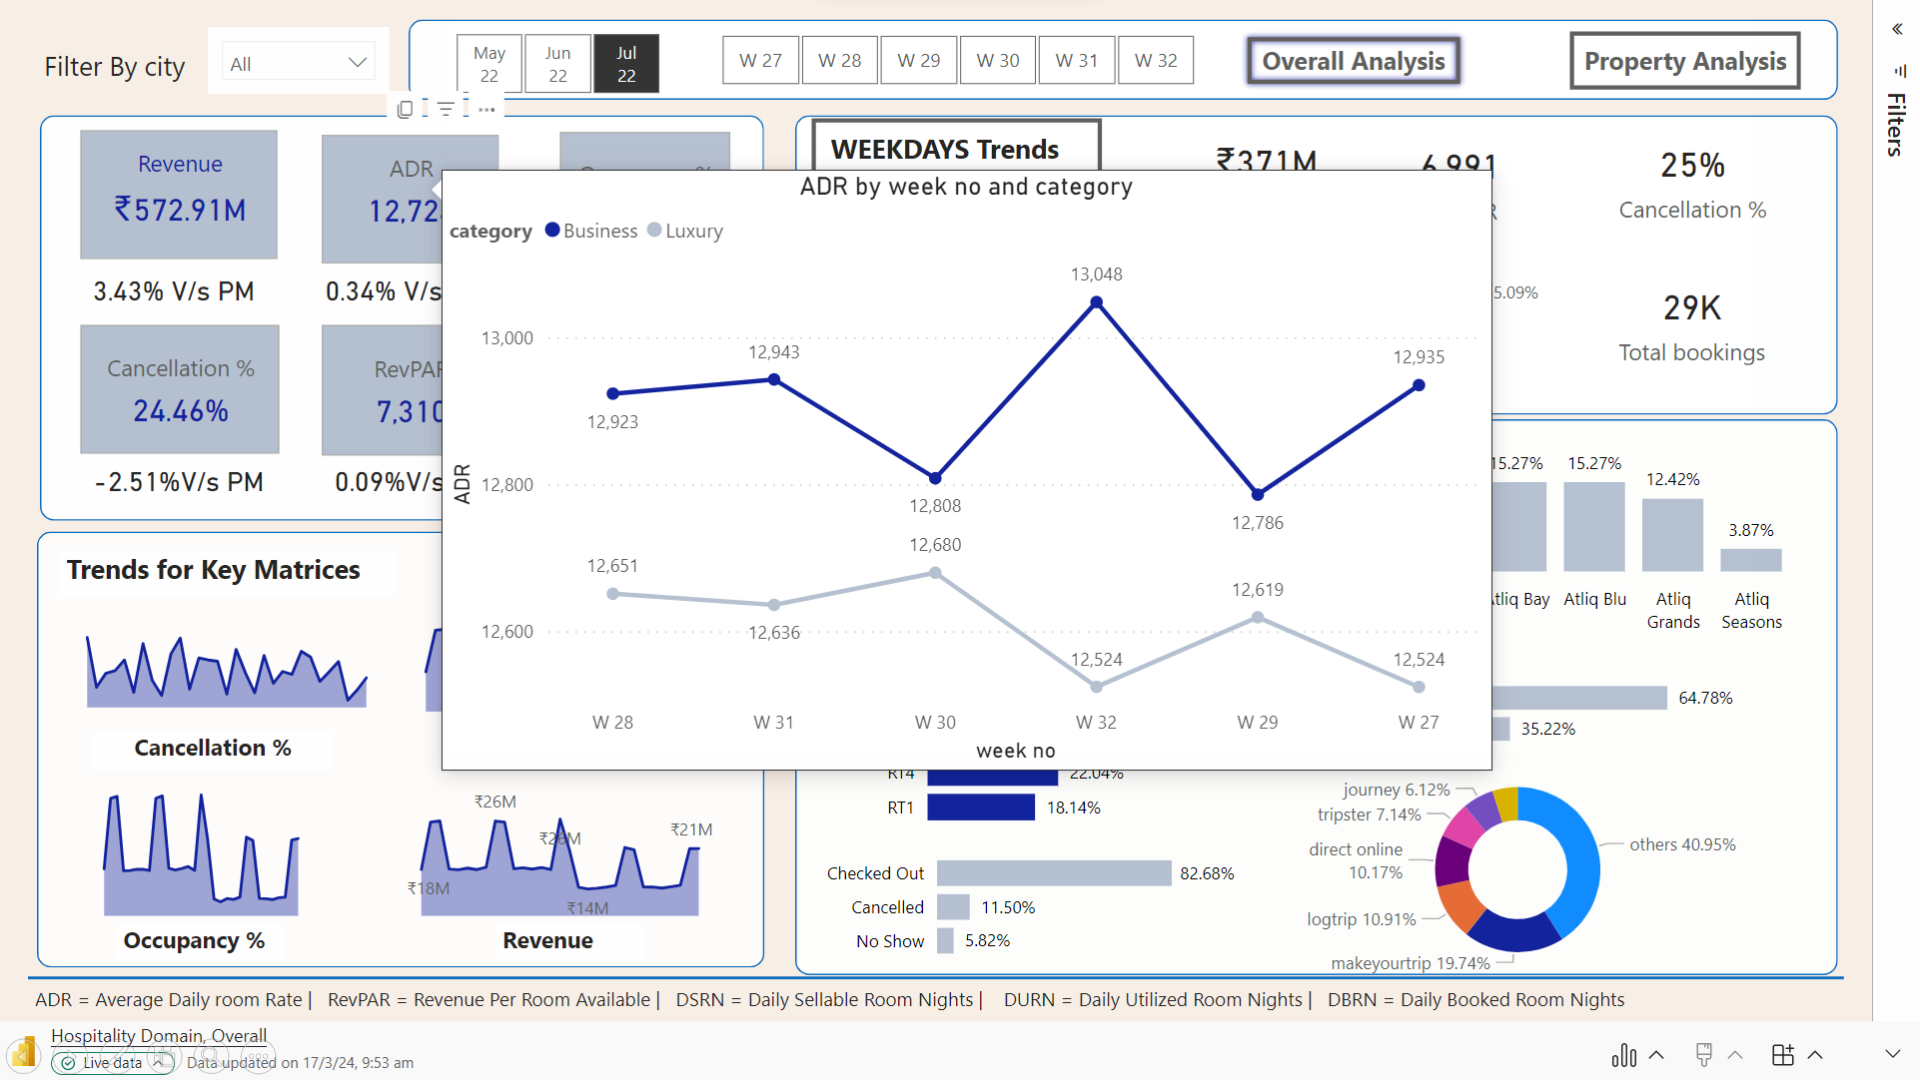 Filter By city
All
May 22
Jun 22
Jul 22
W 27
W 28
W 29
W 30
W 31
W 32
Overall Analysis
Property Analysis
«
Filters
Revenue
₹572.91M
3.43% V/s PM
ADR
12,72
0.34% V/s
Cancellation %
24.46%
-2.51%V/s PM
RevPAR
7,310
0.09%V/s
WEEKDAYS Trends
₹371M
6,991
25%
Cancellation %
5.09%
29K
Total bookings
ADR by week no and category
category
Business
Luxury
13,048
13,000
12,943
12,935
12,923
ADR
12,800
12,808
12,786
12,680
12,651
12,619
12,600
12,636
12,524
12,524
W 28
W 31
W 30
W 32
W 29
W 27
week no
15.27%
15.27%
12.42%
3.87%
Atliq Bay
Atliq Blu
Atliq Grands
Atliq Seasons
64.78%
35.22%
Trends for Key Matrices
Cancellation %
₹26M
₹26M
₹21M
₹18M
₹14M
Occupancy %
Revenue
RT4
22.04%
RT1
18.14%
Checked Out
82.68%
Cancelled
11.50%
No Show
5.82%
journey 6.12%
tripster 7.14%
direct online
10.17%
logtrip 10.91%
makeyourtrip 19.74%
others 40.95%
ADR = Average Daily room Rate | RevPAR = Revenue Per Room Available | DSRN = Daily Sellable Room Nights | DURN = Daily Utilized Room Nights | DBRN = Daily Booked Room Nights
Hospitality Domain, Overall
Live data
Data updated on 17/3/24, 9:53 am